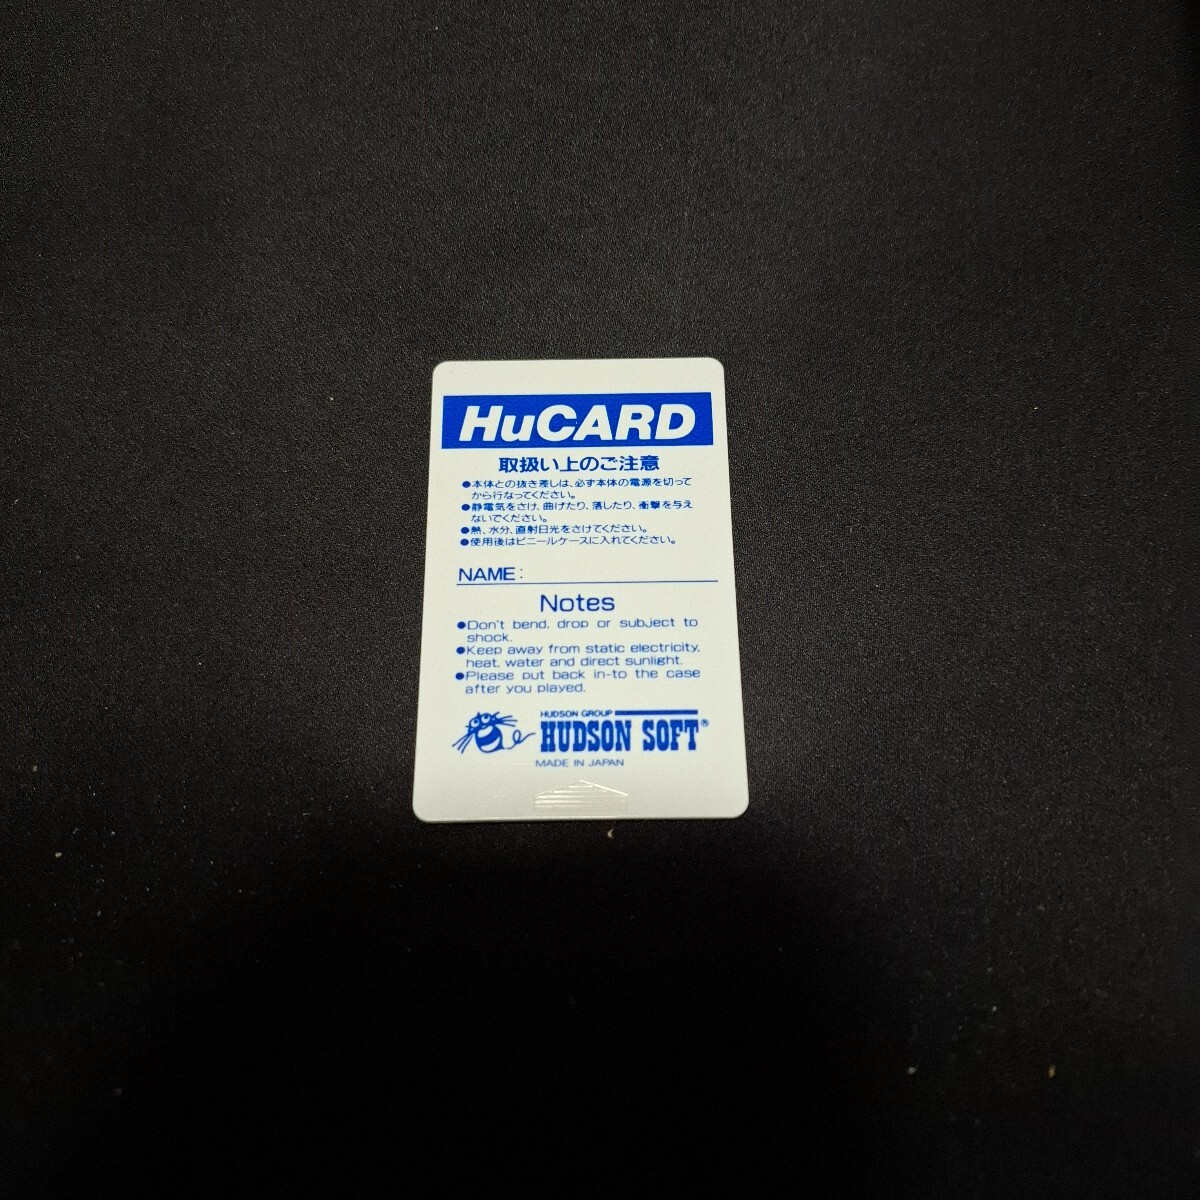 HuCARD
取扱い上のご注意
●本体との抜き差しは、必ず本体の電源を切って
から行なってください。
●静電気をさけ、曲げたり、落したり、衝撃を与え
ないでください。
●熱、水分、直射日光をさけてください。
●使用後はビニールケースに入れてください。
NAME:
Notes
●Don't bend, drop or subject to
shock.
●Keep away from static electricity,
heat, water and direct sunlight.
●Please put back in-to the case
after you played.
HUDSON GROUP
HUDSON SOFT®
MADE IN JAPAN